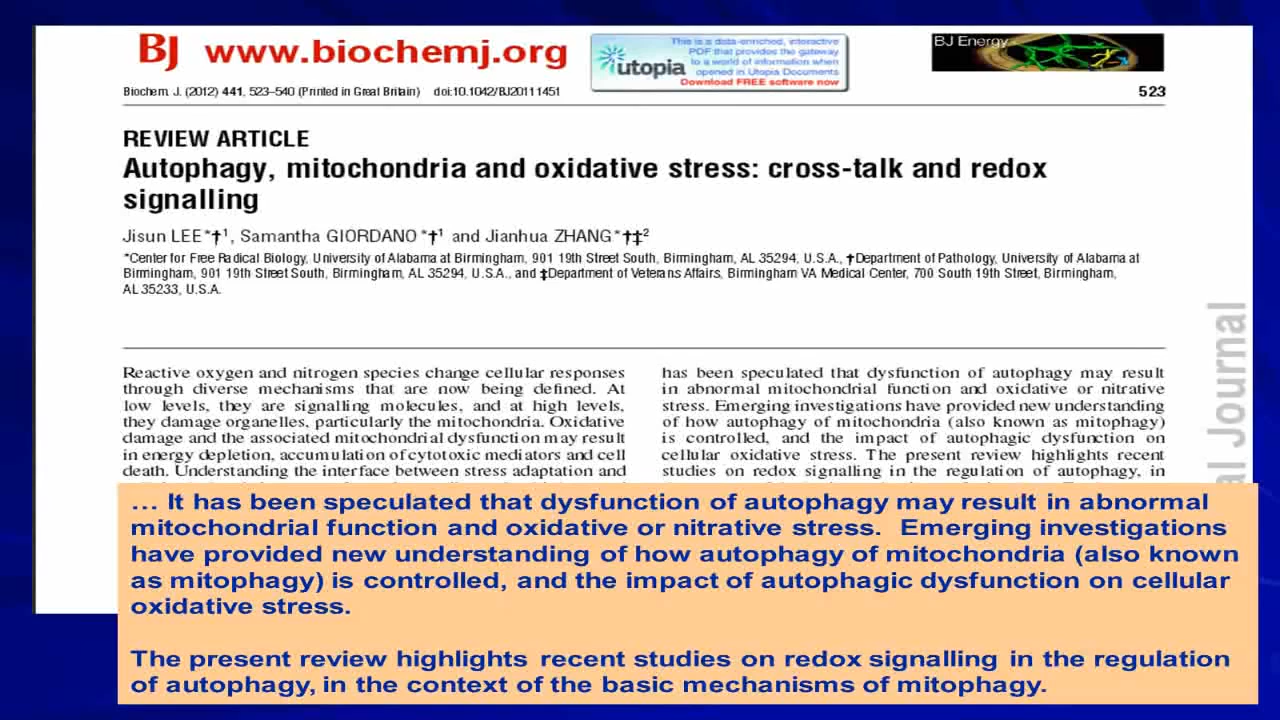 BJ www.biochemj.org
utopia
This is a data-enriched, interactive
PDF that provides the gateway
to a world of information when
opened in Utopia Documents
Download FREE software now
BJ Energy
Biochem. J. (2012) 441, 523–540 (Printed in Great Britain) doi:10.1042/BJ20111451
523
REVIEW ARTICLE
Autophagy, mitochondria and oxidative stress: cross-talk and redox
signalling
Jisun LEE*†¹, Samantha GIORDANO*†¹ and Jianhua ZHANG*†‡²
*Center for Free Radical Biology, University of Alabama at Birmingham, 901 19th Street South, Birmingham, AL 35294, U.S.A., †Department of Pathology, University of Alabama at
Birmingham, 901 19th Street South, Birmingham, AL 35294, U.S.A., and ‡Department of Veterans Affairs, Birmingham VA Medical Center, 700 South 19th Street, Birmingham,
AL 35233, U.S.A.
Reactive oxygen and nitrogen species change cellular responses
through diverse mechanisms that are now being defined. At
low levels, they are signalling molecules, and at high levels,
they damage organelles, particularly the mitochondria. Oxidative
damage and the associated mitochondrial dysfunction may result
in energy depletion, accumulation of cytotoxic mediators and cell
death. Understanding the interface between stress adaptation and
has been speculated that dysfunction of autophagy may result
in abnormal mitochondrial function and oxidative or nitrative
stress. Emerging investigations have provided new understanding
of how autophagy of mitochondria (also known as mitophagy)
is controlled, and the impact of autophagic dysfunction on
cellular oxidative stress. The present review highlights recent
studies on redox signalling in the regulation of autophagy, in
Journal
… It has been speculated that dysfunction of autophagy may result in abnormal
mitochondrial function and oxidative or nitrative stress. Emerging investigations
have provided new understanding of how autophagy of mitochondria (also known
as mitophagy) is controlled, and the impact of autophagic dysfunction on cellular
oxidative stress.
The present review highlights recent studies on redox signalling in the regulation
of autophagy, in the context of the basic mechanisms of mitophagy.